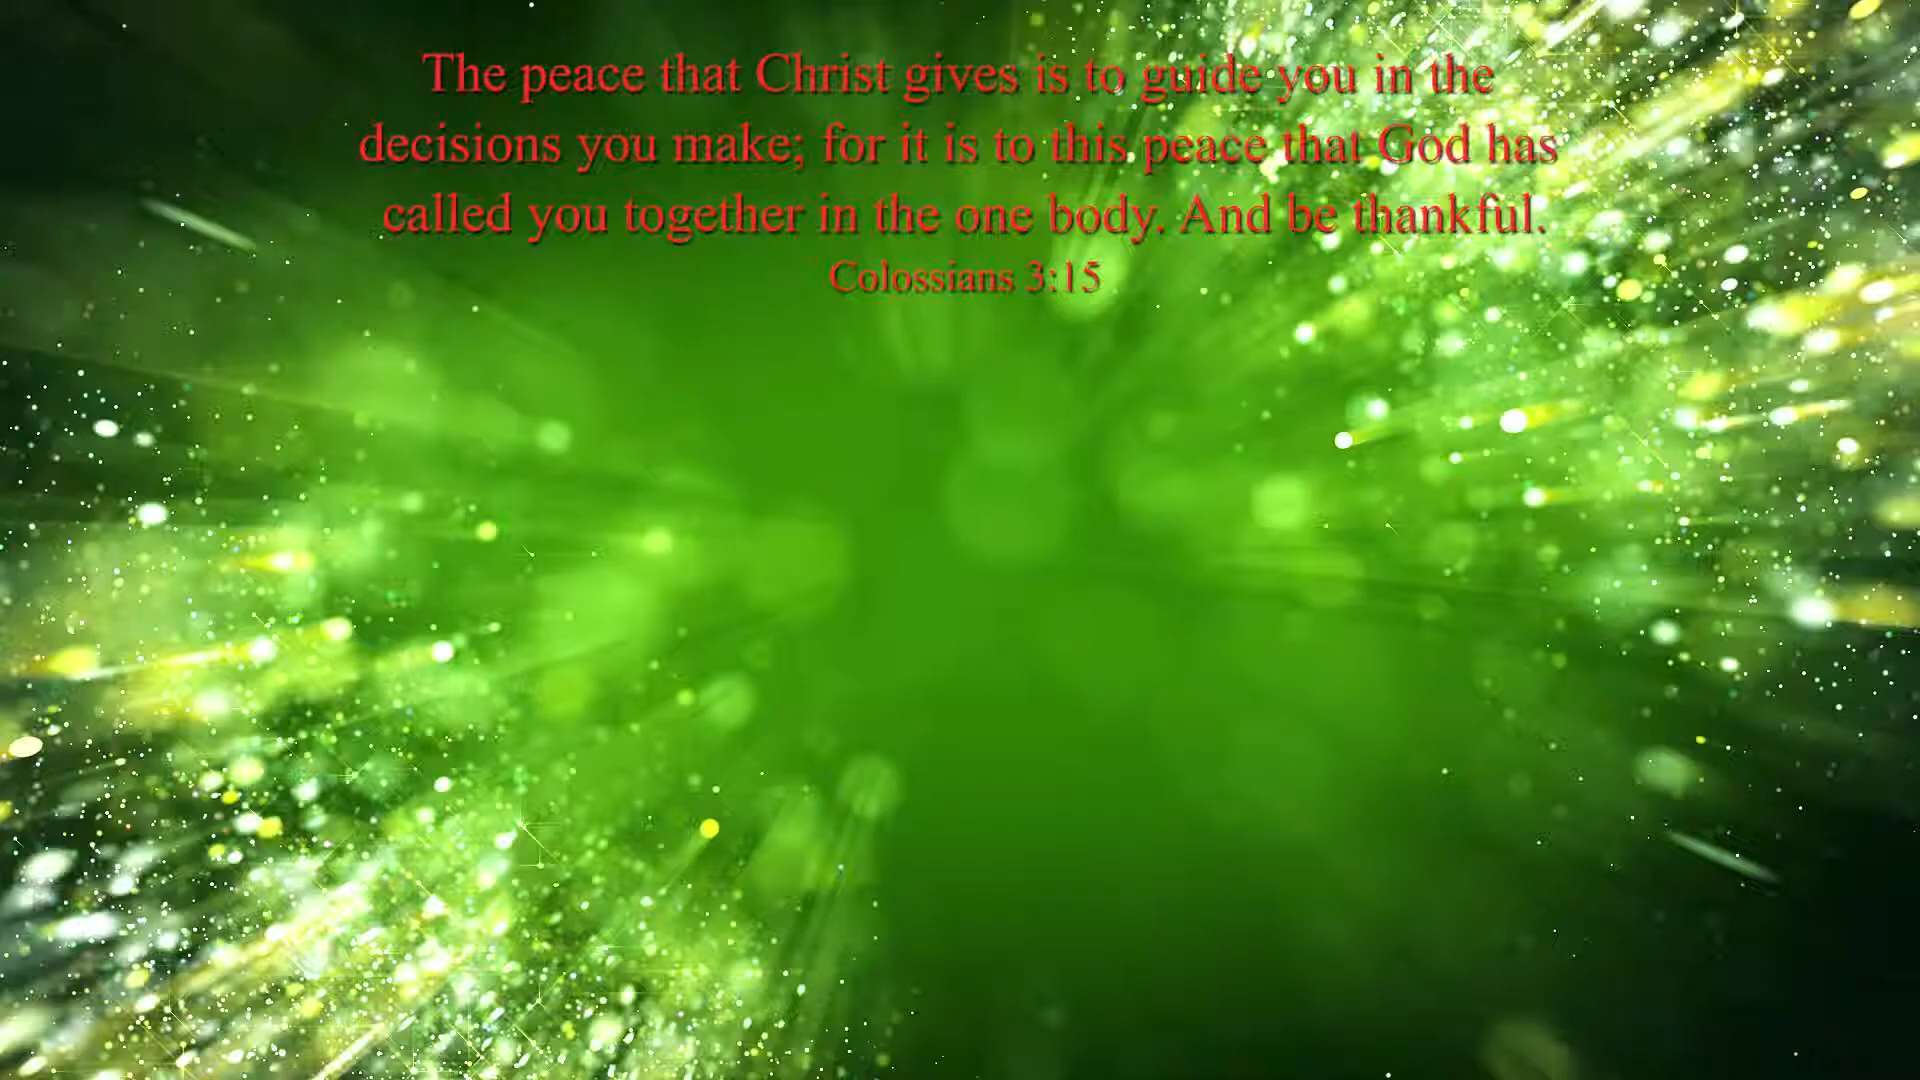 The peace that Christ gives is to guide you in the
decisions you make; for it is to this peace that God has
called you together in the one body. And be thankful.
Colossians 3:15